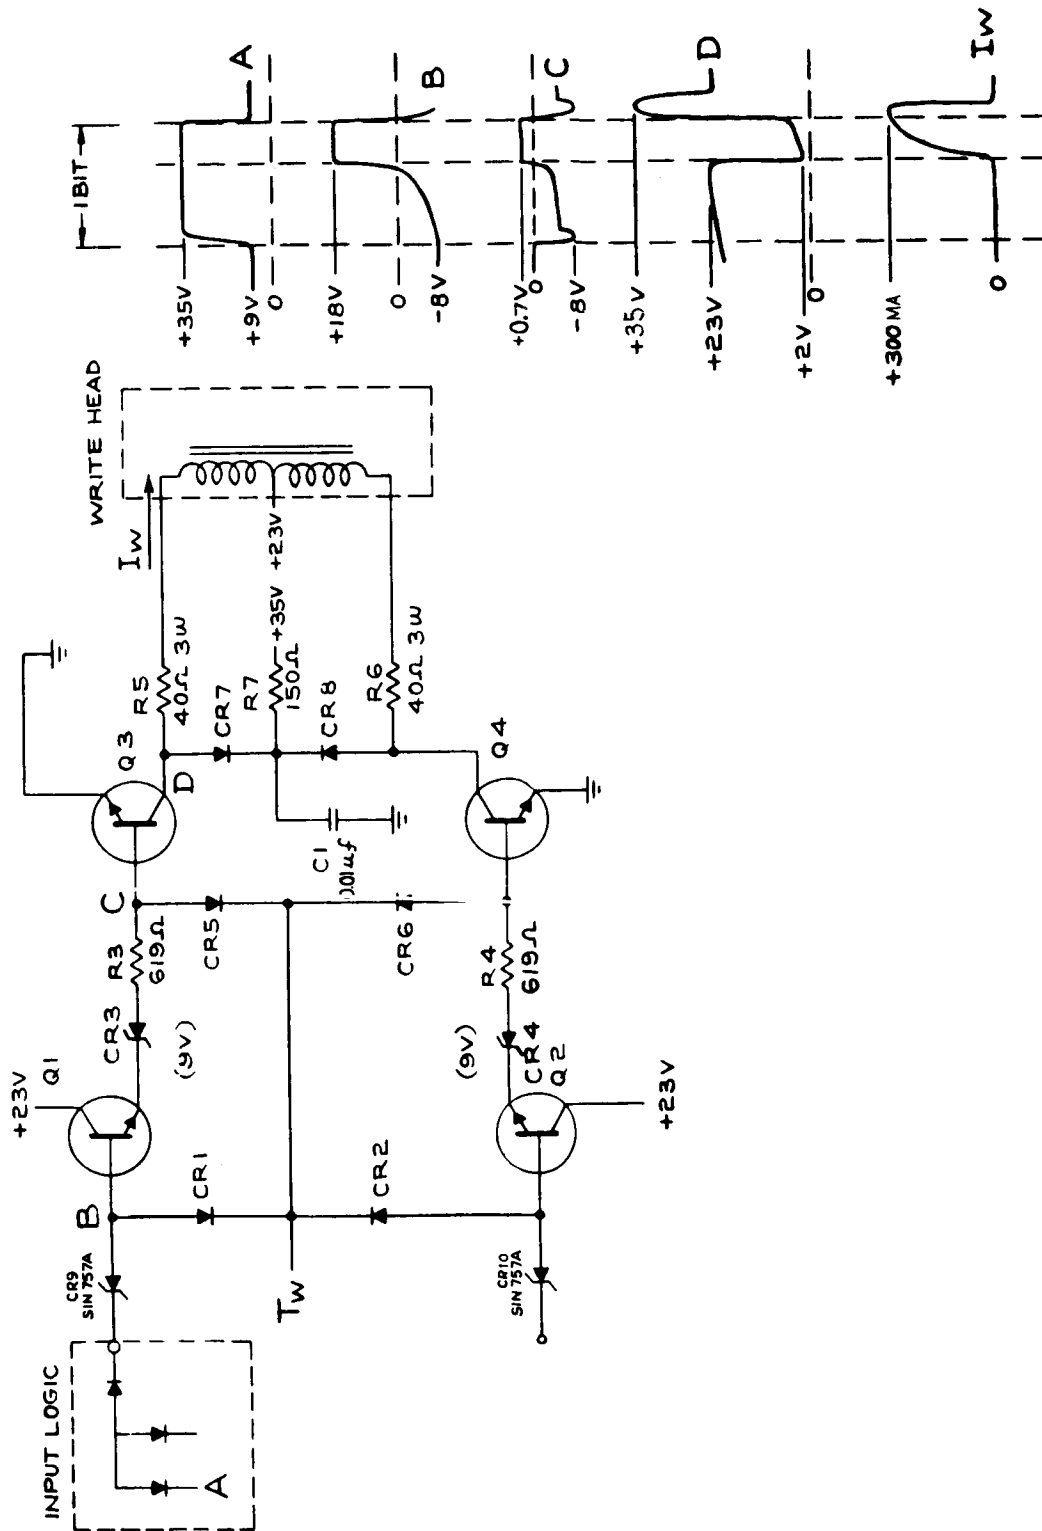 INPUT LOGIC
A
CR9
SIN 757A
B
+23V
Q1
CR3
(9V)
R3
619Ω
C
Q3
D
R5
40Ω 3W
Iw
WRITE HEAD
CR1
CR5
CR7
R7
150Ω
+35V
+23V
Tw
CR2
CR6
C1
CR8
R6
40Ω 3W
CR10
SIN 757A
(9V)
CR4
Q2
R4
619Ω
Q4
+23V
1 BIT
+35V
+9V
0
A
+18V
0
-8V
B
+0.7V
0
-8V
C
+35V
+23V
+2V
0
D
+300MA
0
Iw